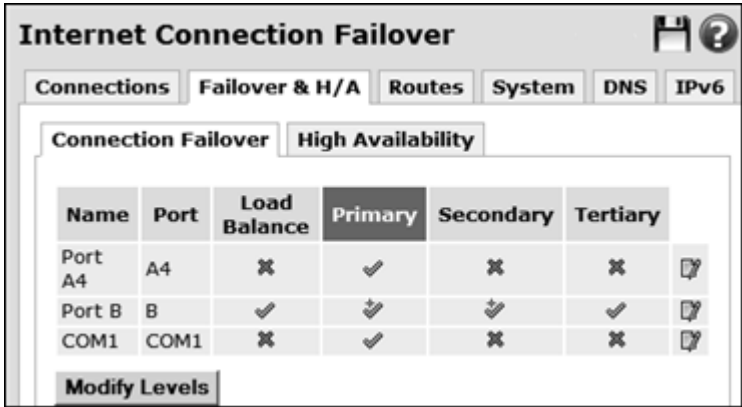 Internet Connection Failover
Connections Failover & H/A Routes System DNS IPv6
Connection Failover High Availability
Name Port Load Balance Primary Secondary Tertiary
Port A4 A4
Port B B
COM1 COM1
Modify Levels